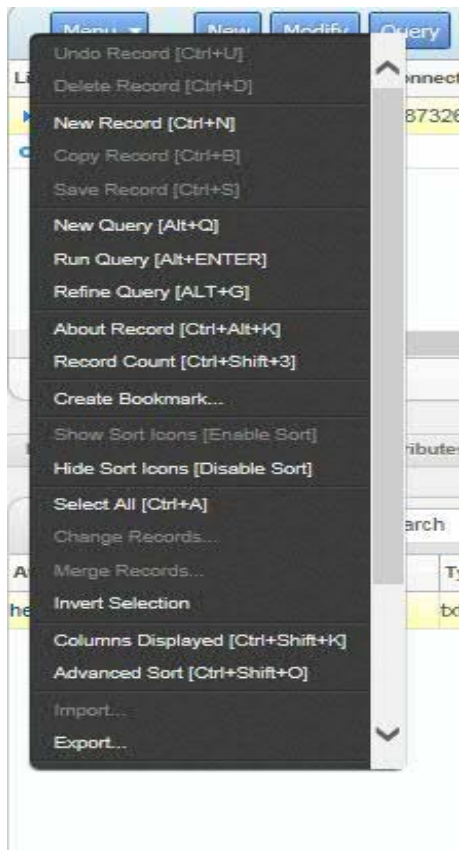 Menu New Modify Query
Undo Record [Ctrl+U]
Delete Record [Ctrl+D]
New Record [Ctrl+N]
87326
Copy Record [Ctrl+B]
Save Record [Ctrl+S]
New Query [Alt+Q]
Run Query [Alt+ENTER]
Refine Query [ALT+G]
About Record [Ctrl+Alt+K]
Record Count [Ctrl+Shift+3]
Create Bookmark...
Show Sort Icons [Enable Sort]
Hide Sort Icons [Disable Sort]
Select All [Ctrl+A]
Change Records...
Merge Records...
Invert Selection
Columns Displayed [Ctrl+Shift+K]
Advanced Sort [Ctrl+Shift+O]
Import...
Export...